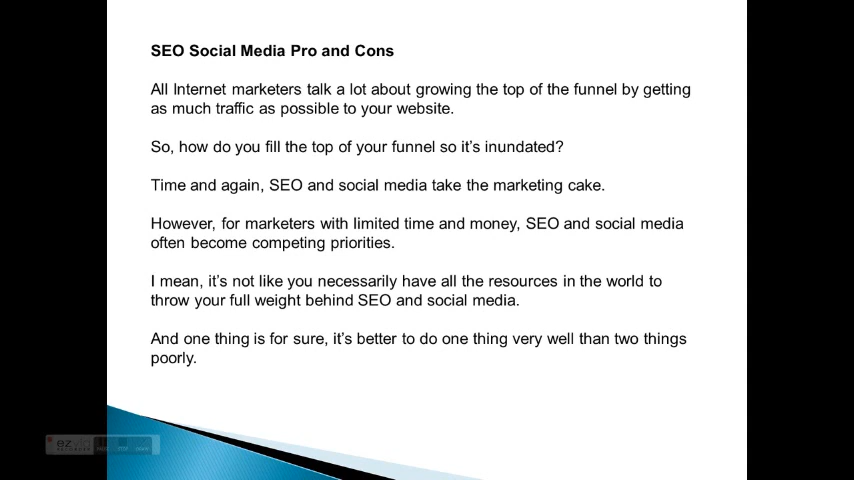 SEO Social Media Pro and Cons
All Internet marketers talk a lot about growing the top of the funnel by getting
as much traffic as possible to your website.
So, how do you fill the top of your funnel so it's inundated?
Time and again, SEO and social media take the marketing cake.
However, for marketers with limited time and money, SEO and social media
often become competing priorities.
I mean, it's not like you necessarily have all the resources in the world to
throw your full weight behind SEO and social media.
And one thing is for sure, it's better to do one thing very well than two things
poorly.